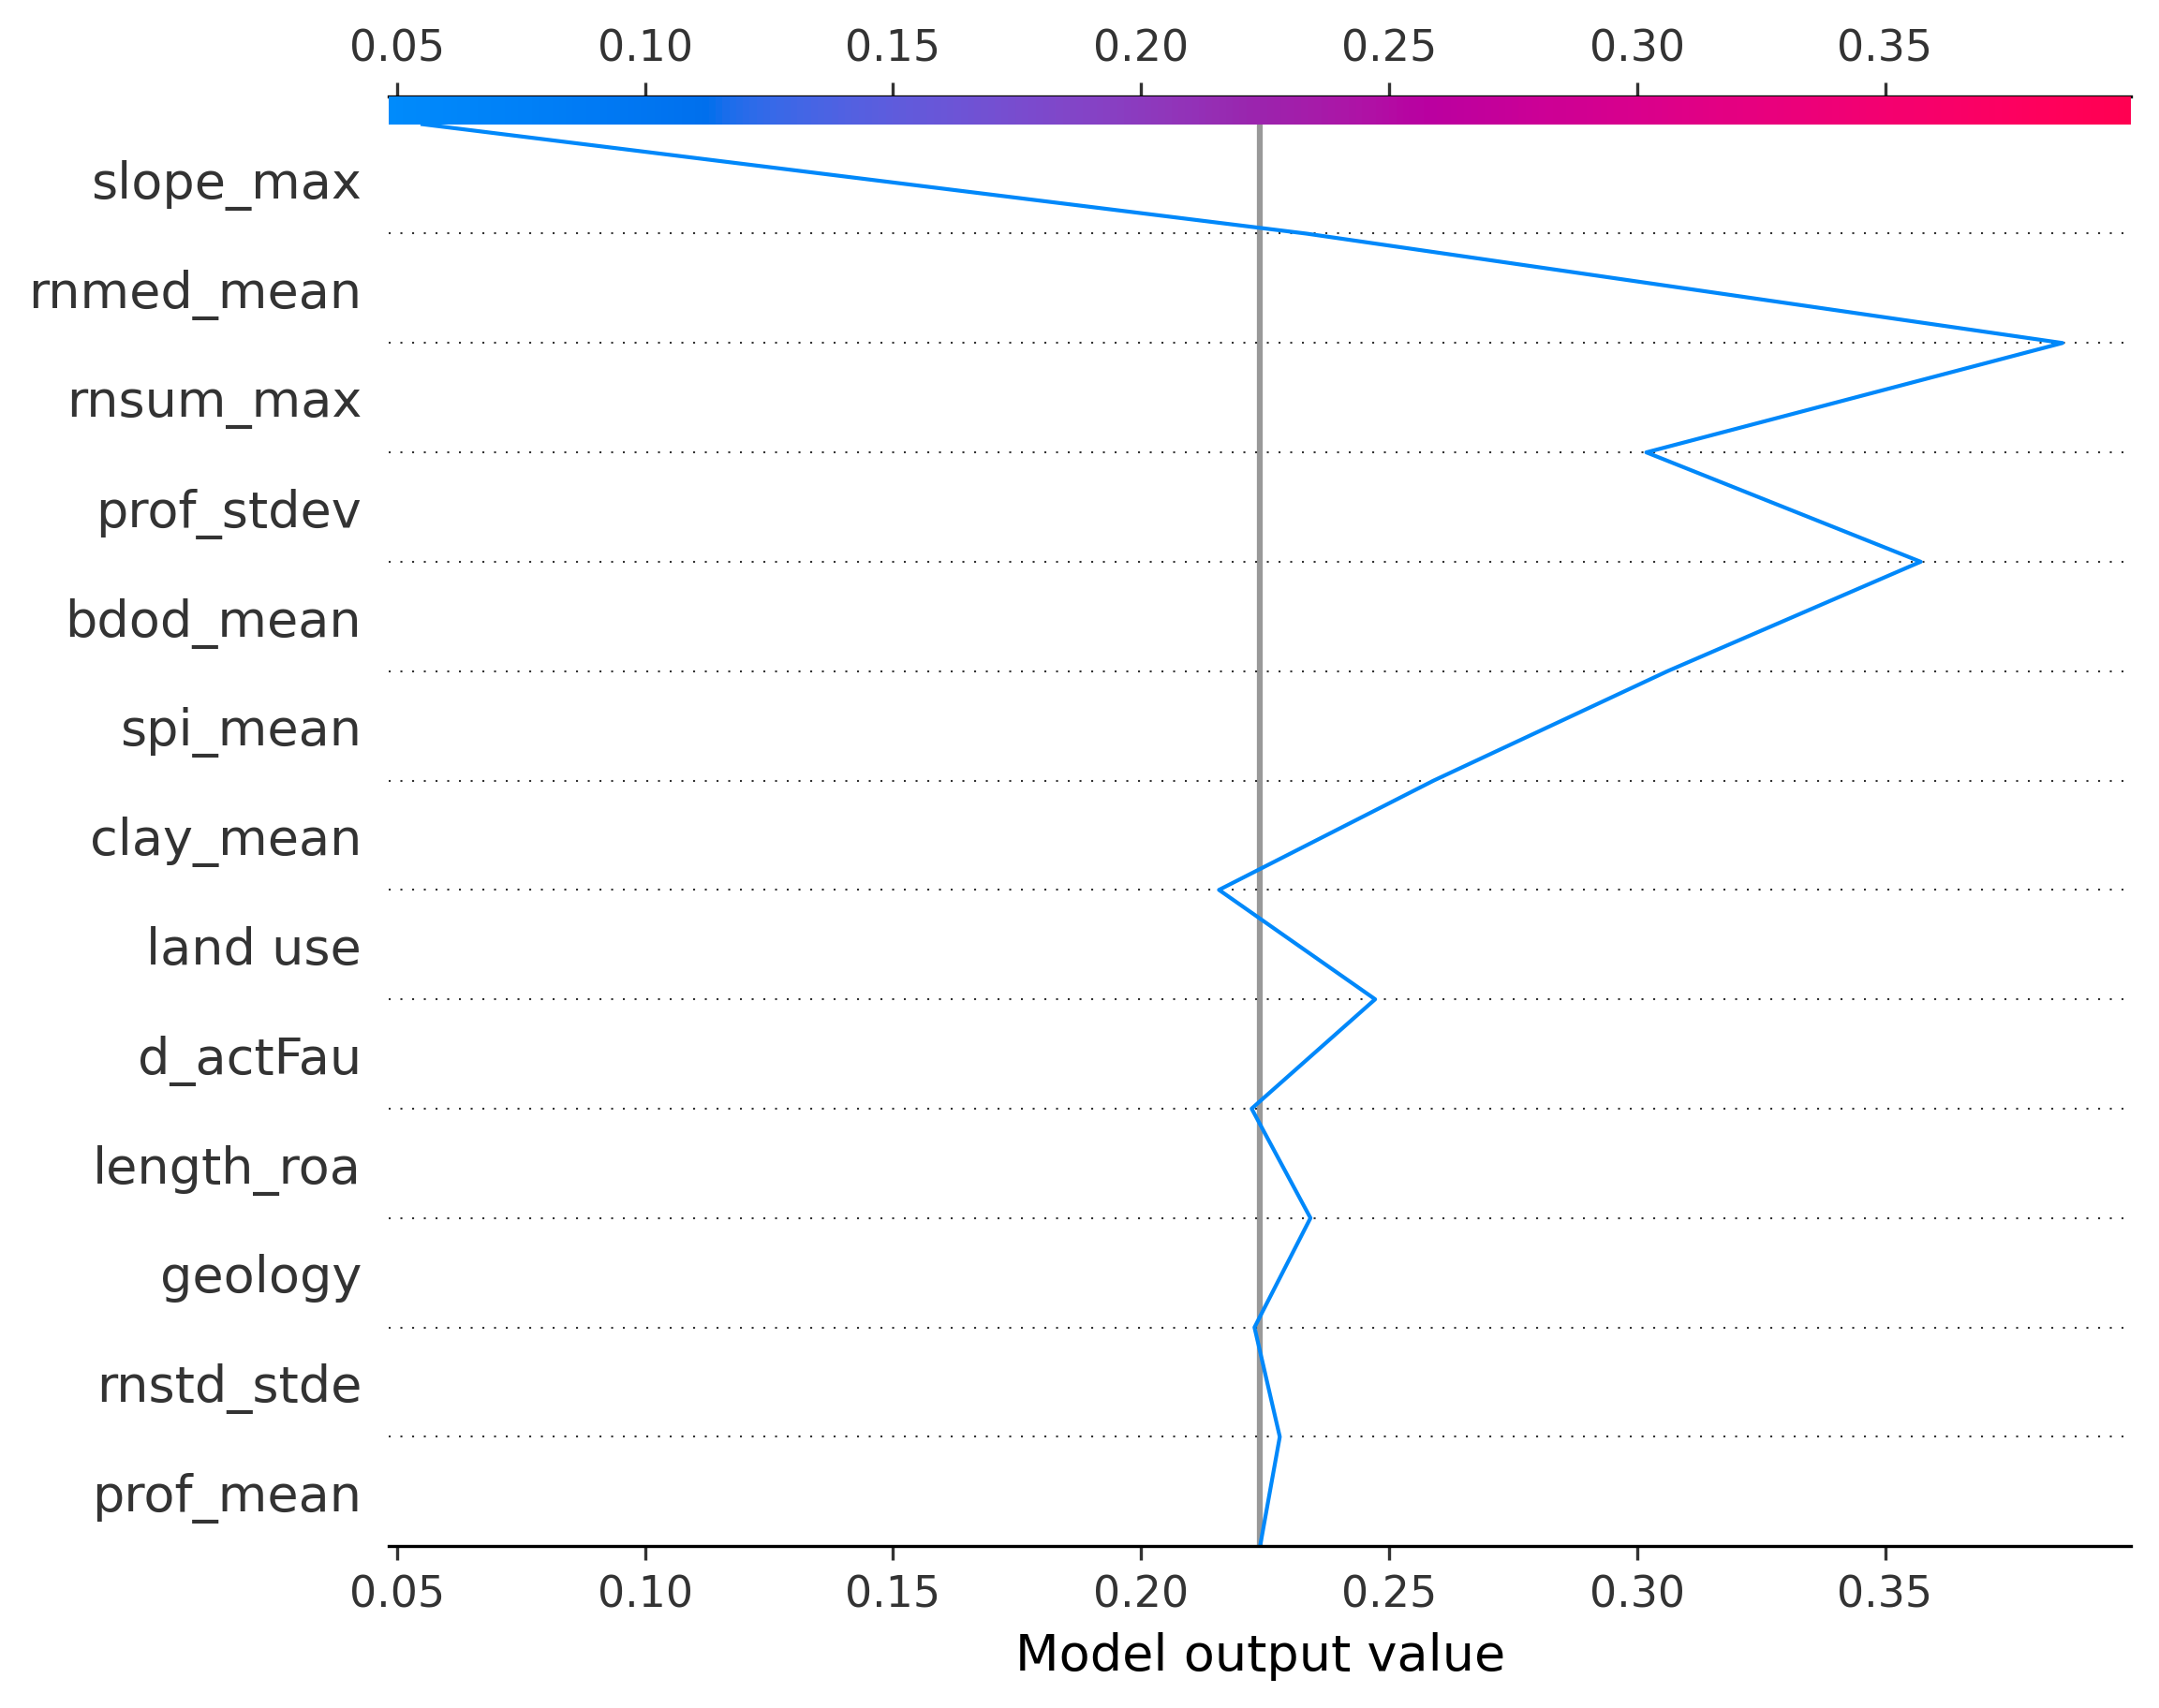 0.05 0.10 0.15 0.20 0.25 0.30 0.35
slope_max
rnmed_mean
rnsum_max
prof_stdev
bdod_mean
spi_mean
clay_mean
land use
d_actFau
length_roa
geology
rnstd_stde
prof_mean
0.05 0.10 0.15 0.20 0.25 0.30 0.35
Model output value